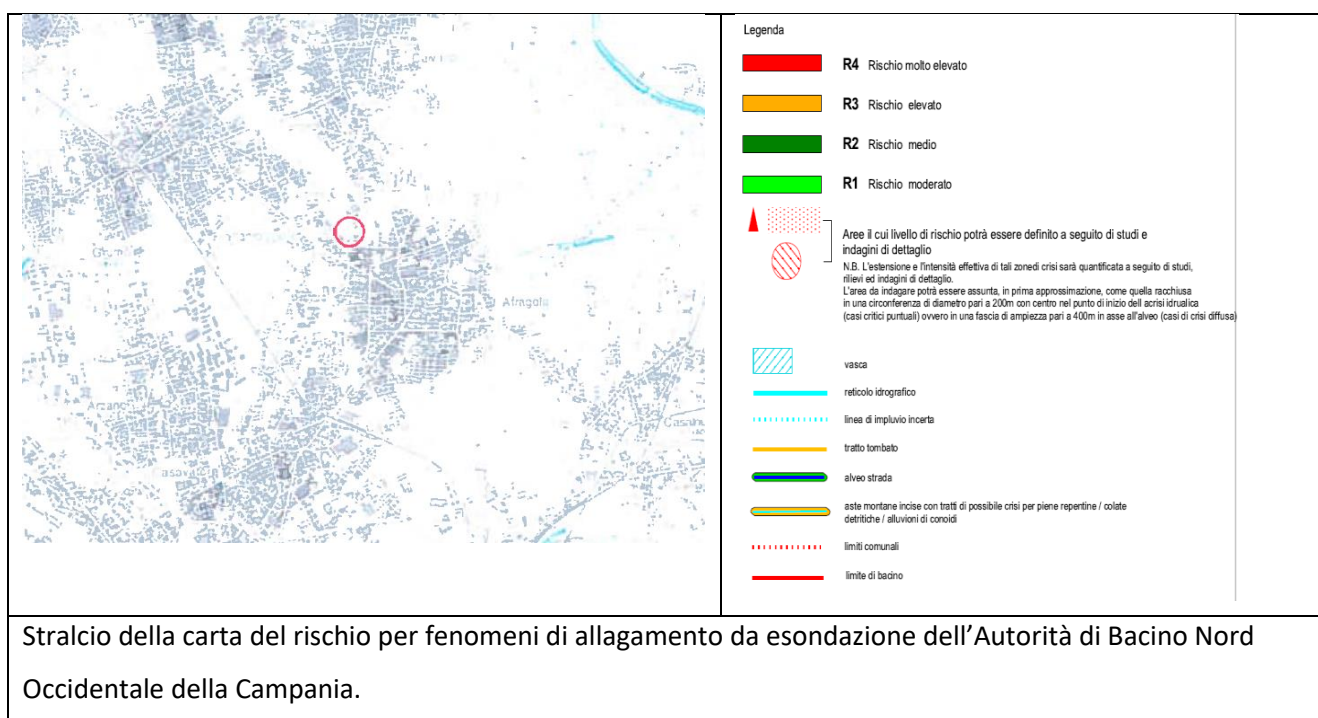 Afragola
Legenda
R4 Rischio molto elevato
R3 Rischio elevato
R2 Rischio medio
R1 Rischio moderato
Aree il cui livello di rischio potrà essere definito a seguito di studi e
indagini di dettaglio
N.B. L'estensione e l'intensità effettiva di tali zonedi crisi sarà quantificata a seguito di studi,
rilievi ed indagini di dettaglio.
L'area da indagare potrà essere assunta, in prima approssimazione, come quella racchiusa
in una circonferenza di diametro pari a 200m con centro nel punto di inizio dell acrisi idrualica
(casi critici puntuali) ovvero in una fascia di ampiezza pari a 400m in asse all'alveo (casi di crisi diffusa)
vasca
reticolo idrografico
linea di impluvio incerta
tratto tombato
alveo strada
aste montane incise con tratti di possibile crisi per piene repentine / colate
detritiche / alluvioni di conoidi
limiti comunali
limite di bacino
Stralcio della carta del rischio per fenomeni di allagamento da esondazione dell’Autorità di Bacino Nord
Occidentale della Campania.